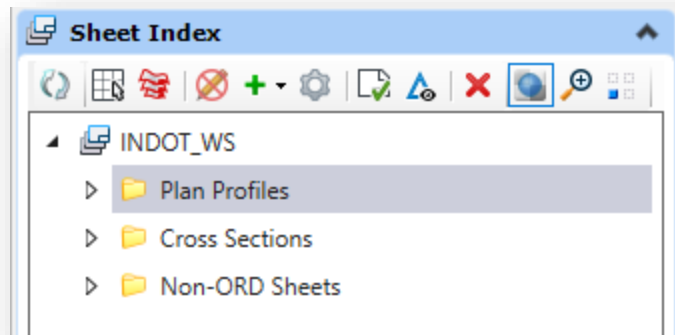 Sheet Index
INDOT_WS
Plan Profiles
Cross Sections
Non-ORD Sheets